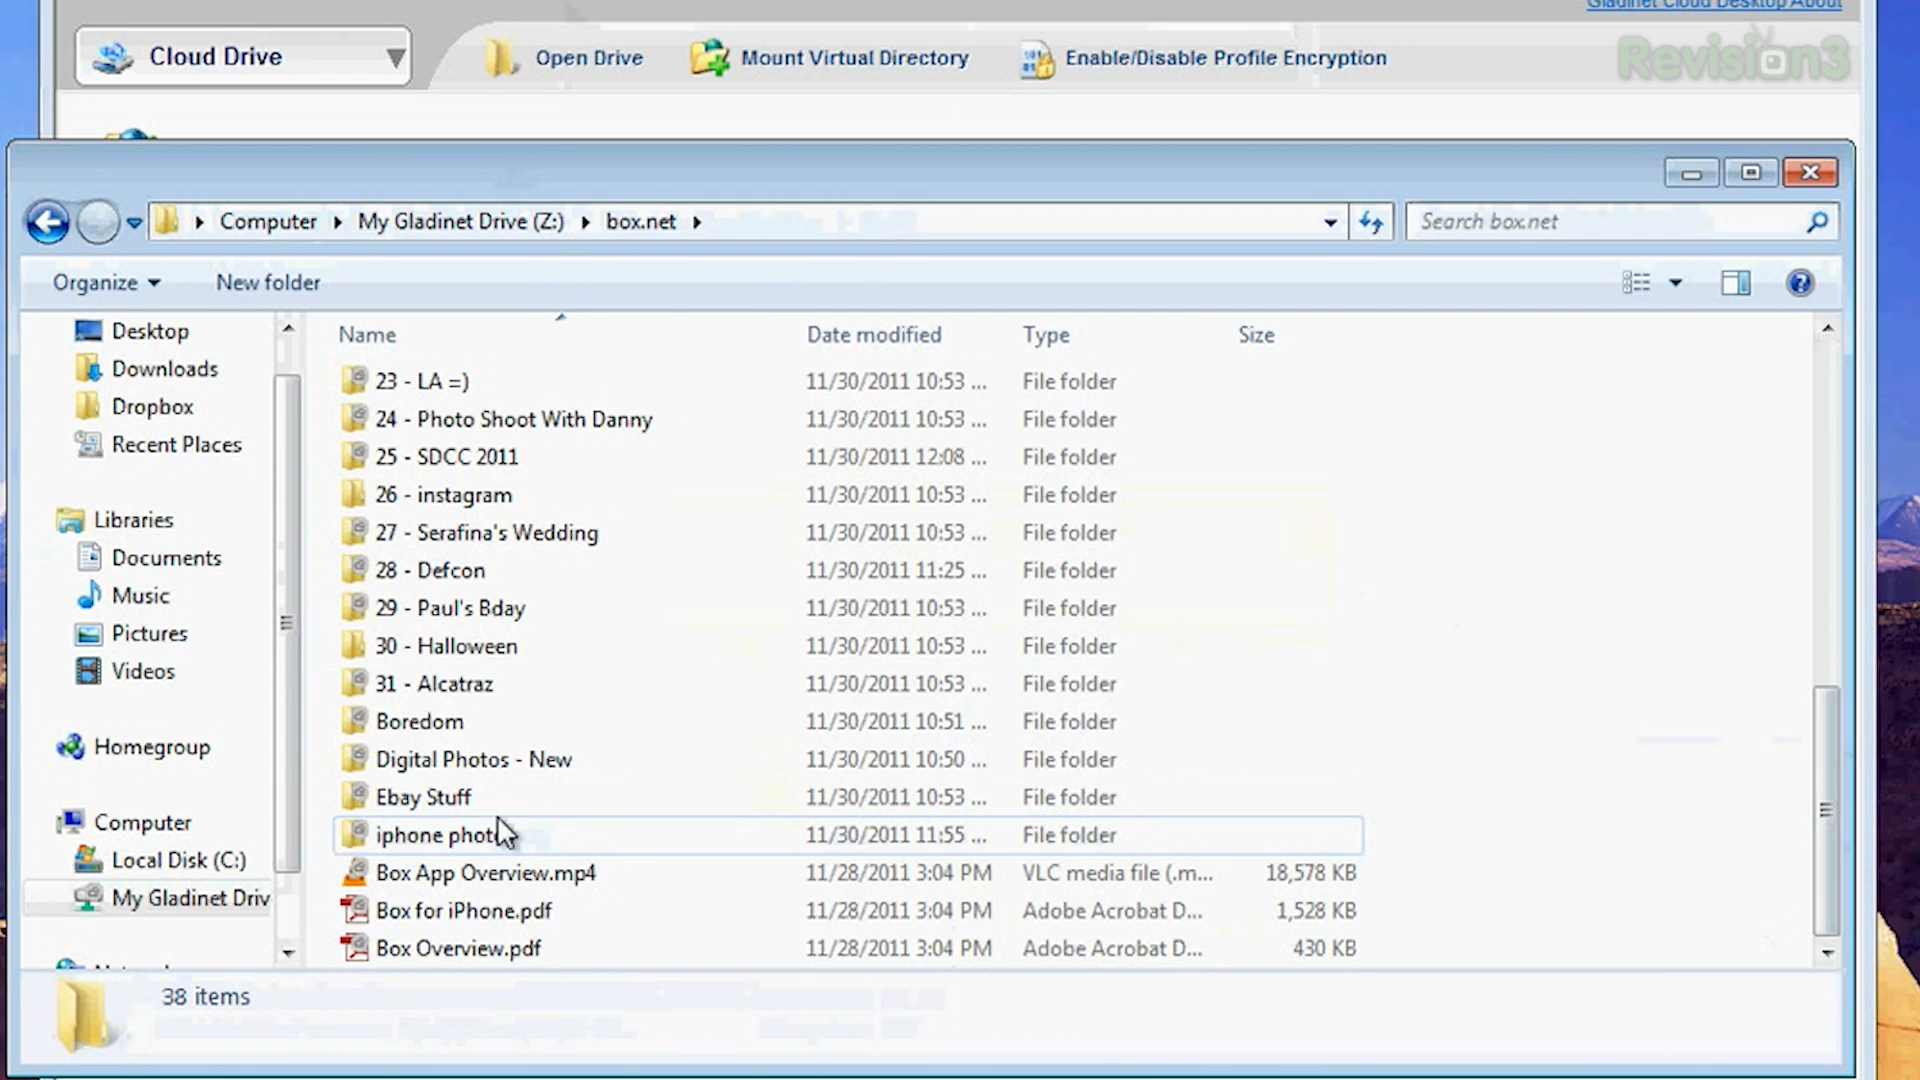 Gladinet Cloud Desktop About
Cloud Drive
Open Drive
Mount Virtual Directory
Enable/Disable Profile Encryption
Revision3
Computer
My Gladinet Drive (Z:)
box.net
Search box.net
Organize
New folder
Desktop
Downloads
Dropbox
Recent Places
Libraries
Documents
Music
Pictures
Videos
Homegroup
Computer
Local Disk (C:)
My Gladinet Driv
Name Date modified Type Size
23 - LA =) 11/30/2011 10:53 ... File folder
24 - Photo Shoot With Danny 11/30/2011 10:53 ... File folder
25 - SDCC 2011 11/30/2011 12:08 ... File folder
26 - instagram 11/30/2011 10:53 ... File folder
27 - Serafina's Wedding 11/30/2011 10:53 ... File folder
28 - Defcon 11/30/2011 11:25 ... File folder
29 - Paul's Bday 11/30/2011 10:53 ... File folder
30 - Halloween 11/30/2011 10:53 ... File folder
31 - Alcatraz 11/30/2011 10:53 ... File folder
Boredom 11/30/2011 10:51 ... File folder
Digital Photos - New 11/30/2011 10:50 ... File folder
Ebay Stuff 11/30/2011 10:53 ... File folder
iphone photo 11/30/2011 11:55 ... File folder
Box App Overview.mp4 11/28/2011 3:04 PM VLC media file (.m... 18,578 KB
Box for iPhone.pdf 11/28/2011 3:04 PM Adobe Acrobat D... 1,528 KB
Box Overview.pdf 11/28/2011 3:04 PM Adobe Acrobat D... 430 KB
38 items